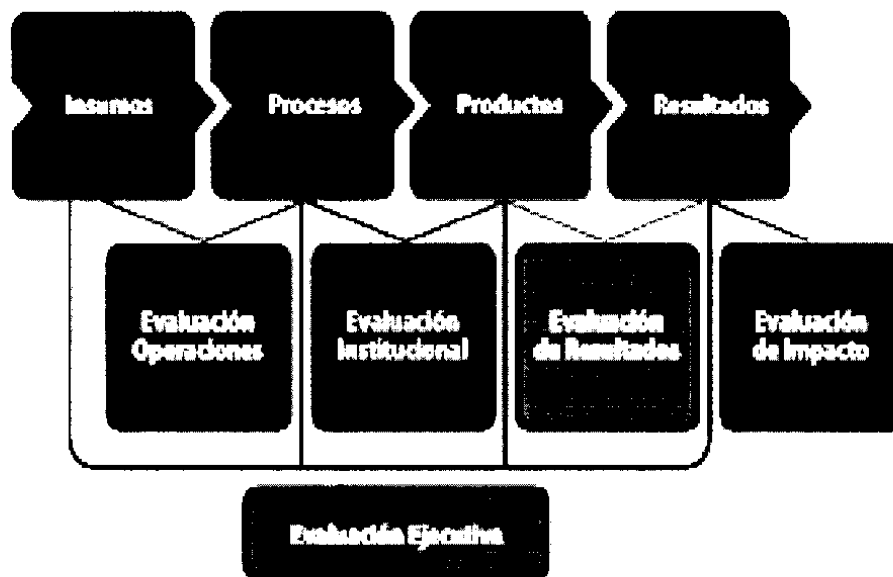 Insumos
Procesos
Productos
Resultados
Evaluación
Operaciones
Evaluación
Institucional
Evaluación
de Resultados
Evaluación
de Impacto
Evaluación Ejecutiva